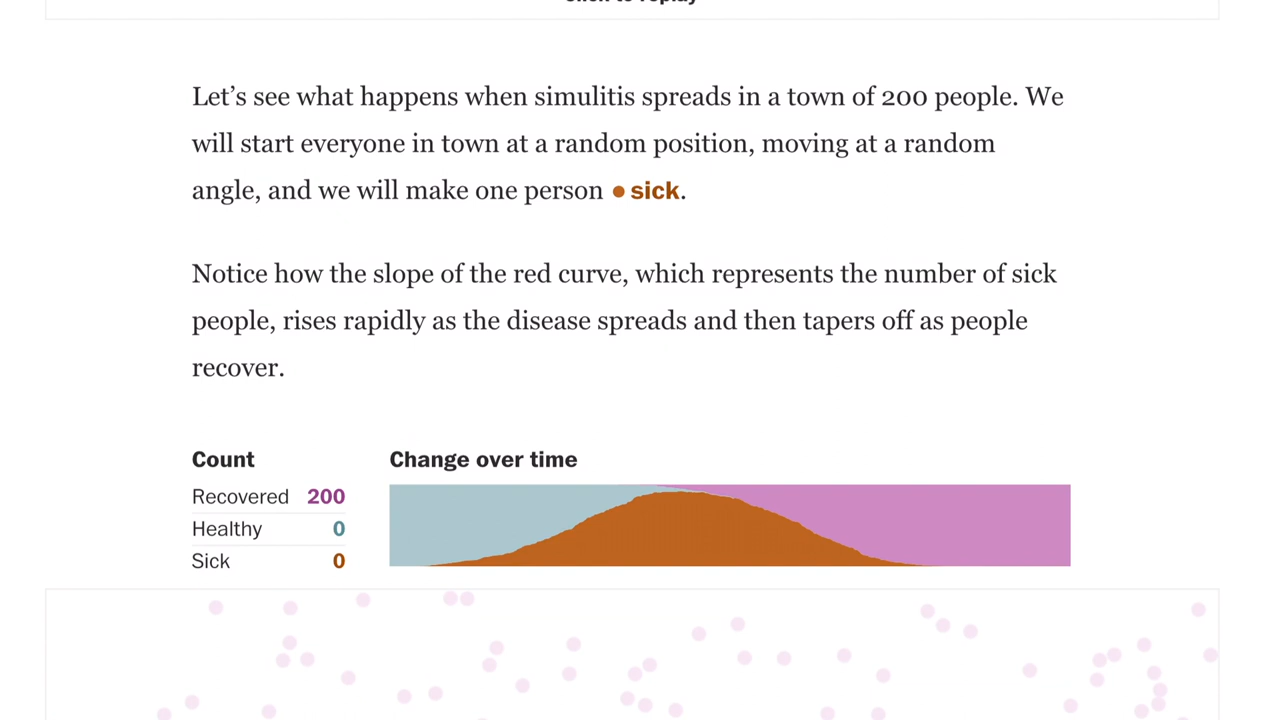 Click to replay
Let’s see what happens when simulitis spreads in a town of 200 people. We
will start everyone in town at a random position, moving at a random
angle, and we will make one person ● sick.
Notice how the slope of the red curve, which represents the number of sick
people, rises rapidly as the disease spreads and then tapers off as people
recover.
Count
Change over time
Recovered 200
Healthy 0
Sick 0